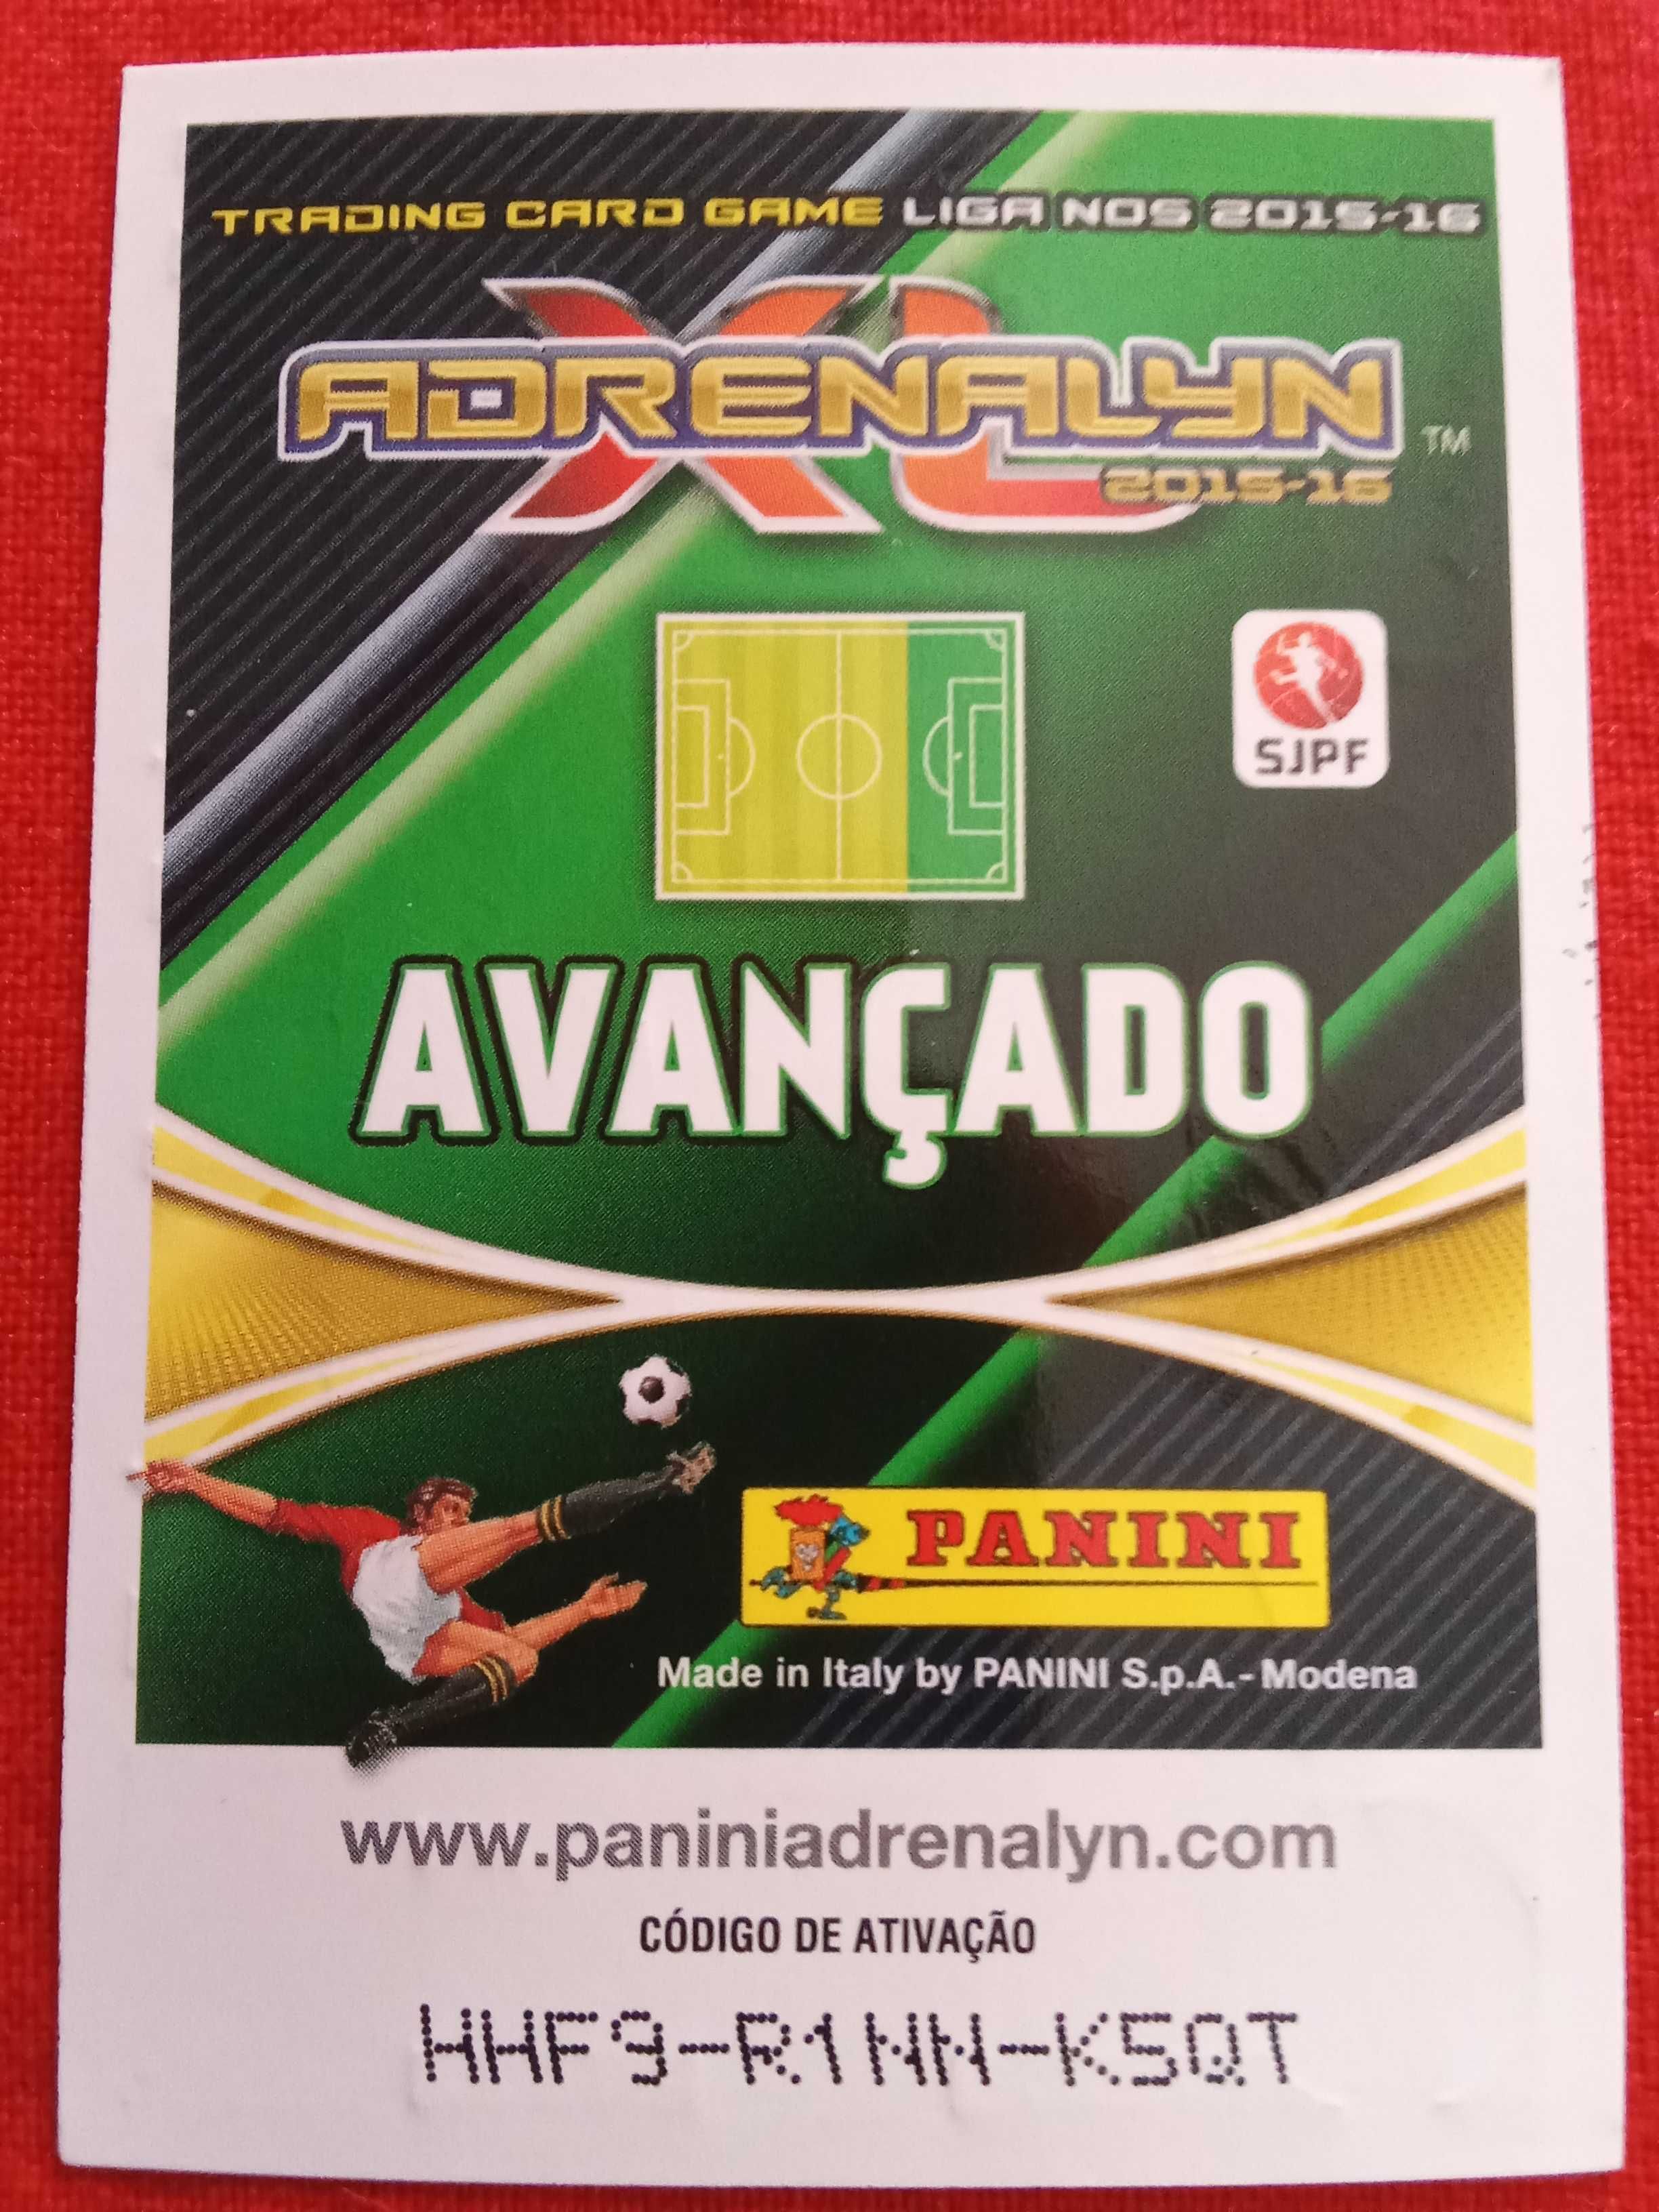 TRADING CARD GAME LIGA NOS 2015-16
ADRENALYN XL TM
2015-16
SJPF
AVANÇADO
PANINI
Made in Italy by PANINI S.p.A. - Modena
www.paniniadrenalyn.com
CÓDIGO DE ATIVAÇÃO
HHF9-R1NN-K5QT